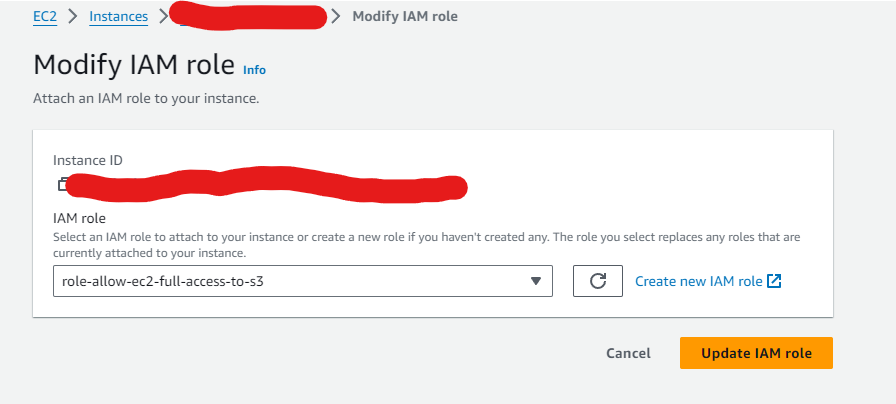 EC2 > Instances > > Modify IAM role
Modify IAM role Info
Attach an IAM role to your instance.
Instance ID
IAM role
Select an IAM role to attach to your instance or create a new role if you haven't created any. The role you select replaces any roles that are
currently attached to your instance.
role-allow-ec2-full-access-to-s3
Create new IAM role
Cancel
Update IAM role